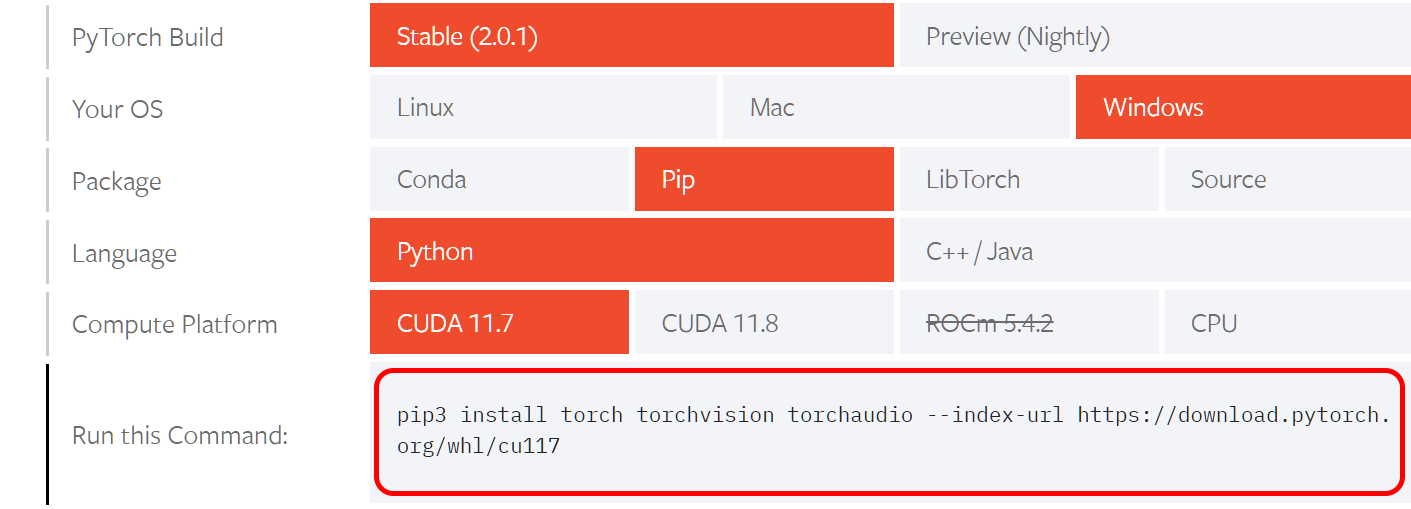 PyTorch Build Stable (2.0.1) Preview (Nightly)
Your OS Linux Mac Windows
Package Conda Pip LibTorch Source
Language Python C++ / Java
Compute Platform CUDA 11.7 CUDA 11.8 ROCm 5.4.2 CPU
Run this Command:
pip3 install torch torchvision torchaudio --index-url https://download.pytorch.
org/whl/cu117